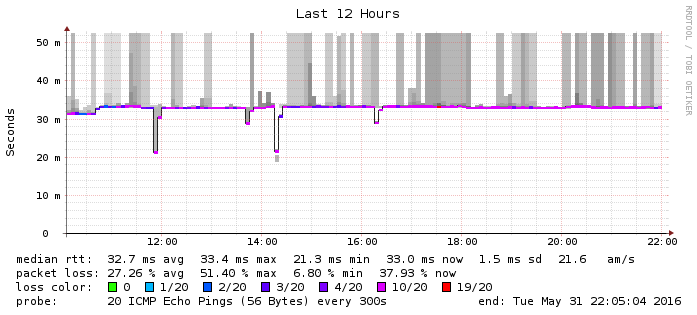 Last 12 Hours
RRDTOOL / TOBI OETIKER
Seconds
50 m
40 m
30 m
20 m
10 m
0
12:00 14:00 16:00 18:00 20:00 22:00
median rtt: 32.7 ms avg 33.4 ms max 21.3 ms min 33.0 ms now 1.5 ms sd 21.6 am/s
packet loss: 27.26 % avg 51.40 % max 6.80 % min 37.93 % now
loss color: 0 1/20 2/20 3/20 4/20 10/20 19/20
probe: 20 ICMP Echo Pings (56 Bytes) every 300s end: Tue May 31 22:05:04 2016